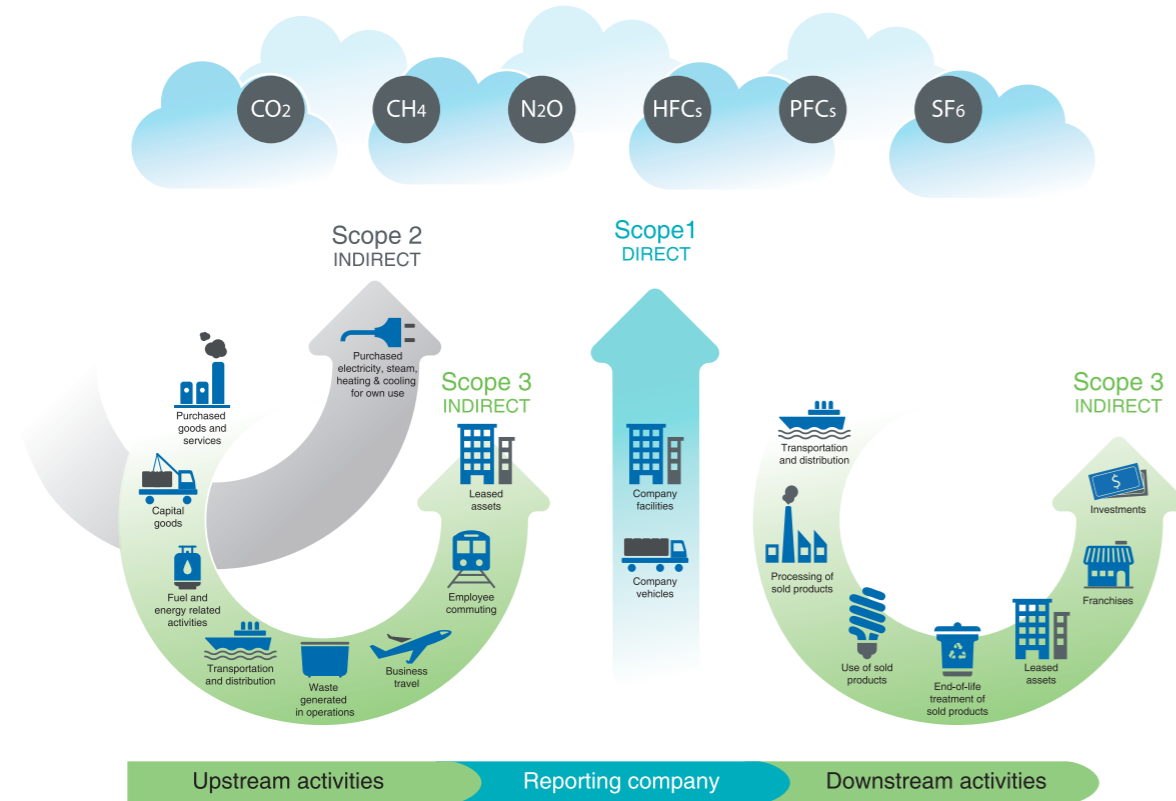 CO2
CH4
N2O
HFCs
PFCs
SF6
Scope 2
INDIRECT
Scope1
DIRECT
Purchased
electricity, steam,
heating & cooling
for own use
Purchased
goods and
services
Capital
goods
Fuel and
energy related
activities
Transportation
and distribution
Waste
generated
in operations
Business
travel
Employee
commuting
Leased
assets
Scope 3
INDIRECT
Company
facilities
Company
vehicles
Transportation
and distribution
Processing of
sold products
Use of sold
products
End-of-life
treatment of
sold products
Leased
assets
Franchises
$
Investments
Scope 3
INDIRECT
Upstream activities
Reporting company
Downstream activities